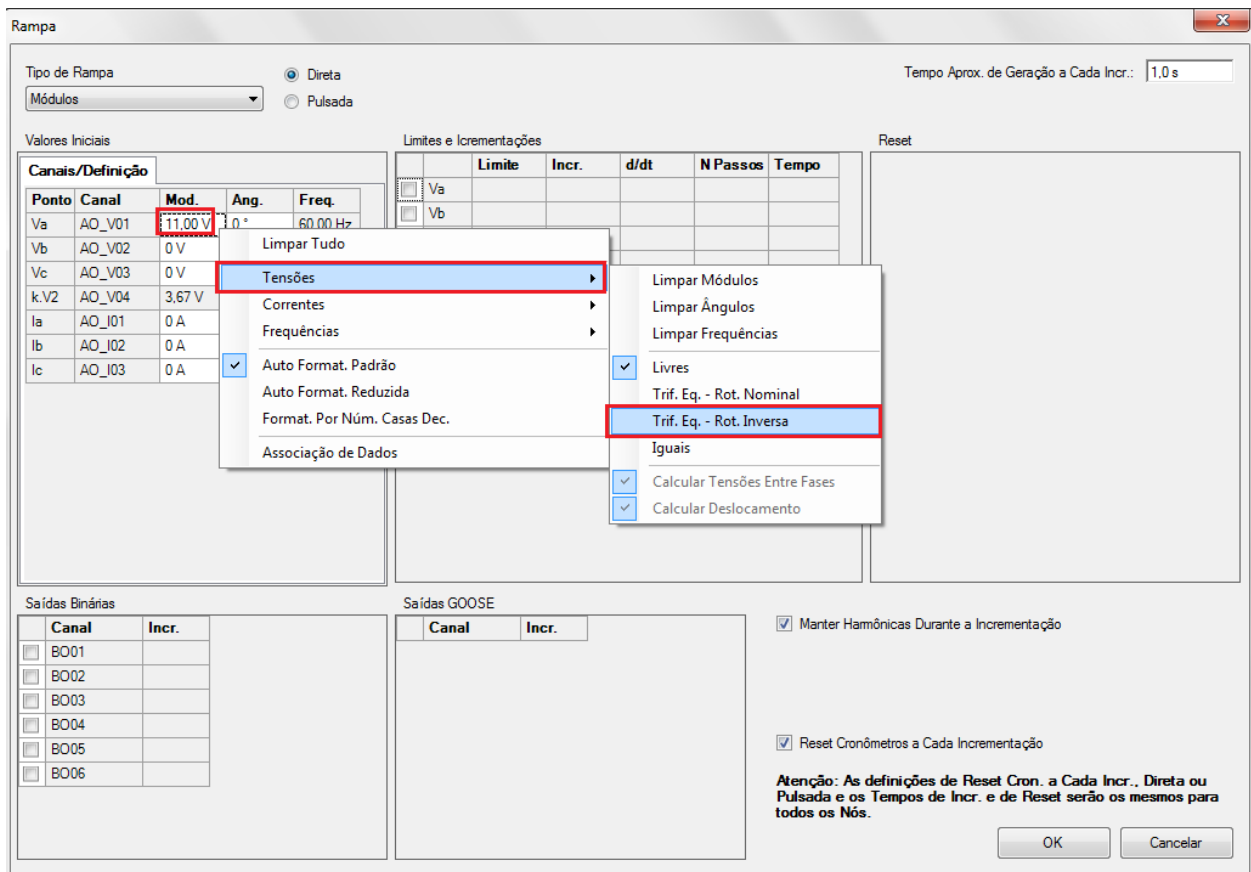 Rampa
Tipo de Rampa
Módulos
Direta
Pulsada
Tempo Aprox. de Geração a Cada Incr.: 1,0 s
Valores Iniciais
Canais/Definição
Ponto Canal Mod. Ang. Freq.
Va AO_V01 11,00 V 0 ° 60,00 Hz
Vb AO_V02 0 V
Vc AO_V03 0 V
k.V2 AO_V04 3,67 V
Ia AO_I01 0 A
Ib AO_I02 0 A
Ic AO_I03 0 A
Limites e Icrementações
Limite Incr. d/dt N Passos Tempo
Va
Vb
Reset
Limpar Tudo
Tensões
Correntes
Frequências
Auto Format. Padrão
Auto Format. Reduzida
Format. Por Núm. Casas Dec.
Associação de Dados
Limpar Módulos
Limpar Ângulos
Limpar Frequências
Livres
Trif. Eq. - Rot. Nominal
Trif. Eq. - Rot. Inversa
Iguais
Calcular Tensões Entre Fases
Calcular Deslocamento
Saídas Binárias
Canal Incr.
BO01
BO02
BO03
BO04
BO05
BO06
Saídas GOOSE
Canal Incr.
Manter Harmônicas Durante a Incrementação
Reset Cronômetros a Cada Incrementação
Atenção: As definições de Reset Cron. a Cada Incr., Direta ou
Pulsada e os Tempos de Incr. e de Reset serão os mesmos para
todos os Nós.
OK
Cancelar